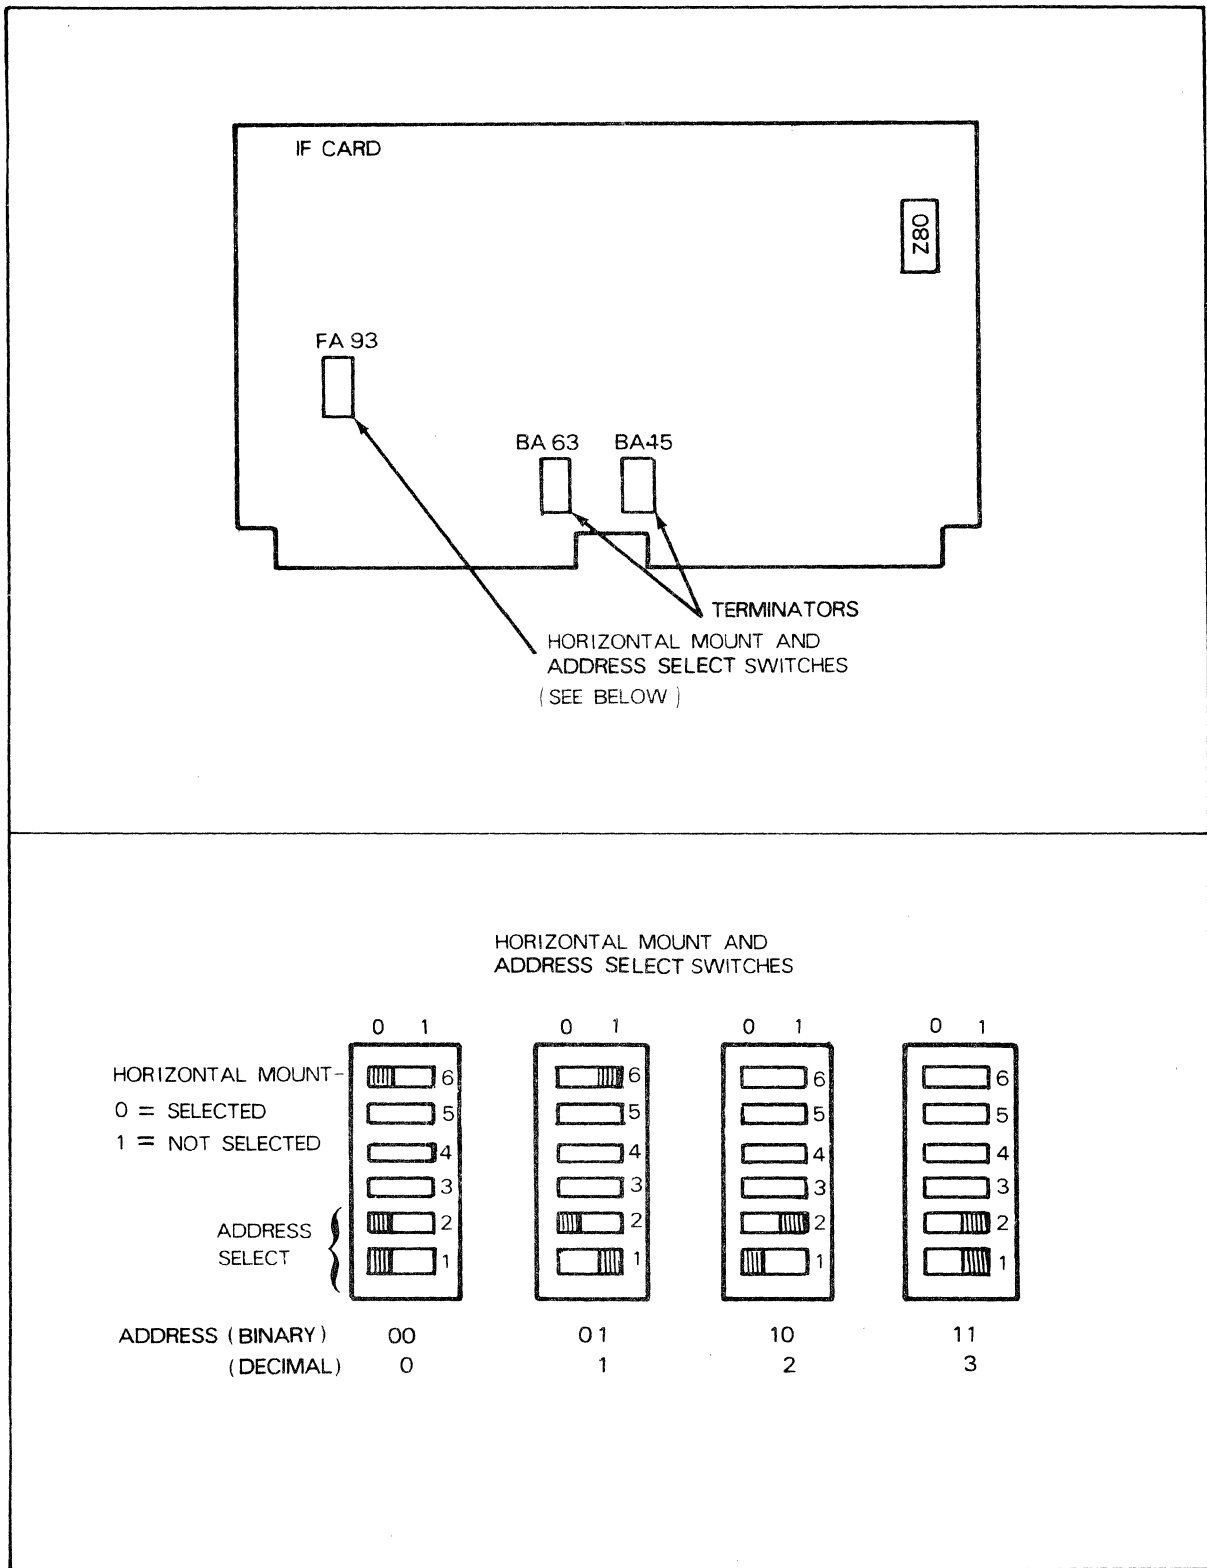 IF CARD
Z80
FA 93
BA 63 BA45
TERMINATORS
HORIZONTAL MOUNT AND
ADDRESS SELECT SWITCHES
(SEE BELOW)
HORIZONTAL MOUNT AND
ADDRESS SELECT SWITCHES
0 1 0 1 0 1 0 1
HORIZONTAL MOUNT- 6 6 6 6
0 = SELECTED 5 5 5 5
1 = NOT SELECTED 4 4 4 4
3 3 3 3
ADDRESS 2 2 2 2
SELECT 1 1 1 1
ADDRESS (BINARY) 00 01 10 11
(DECIMAL) 0 1 2 3